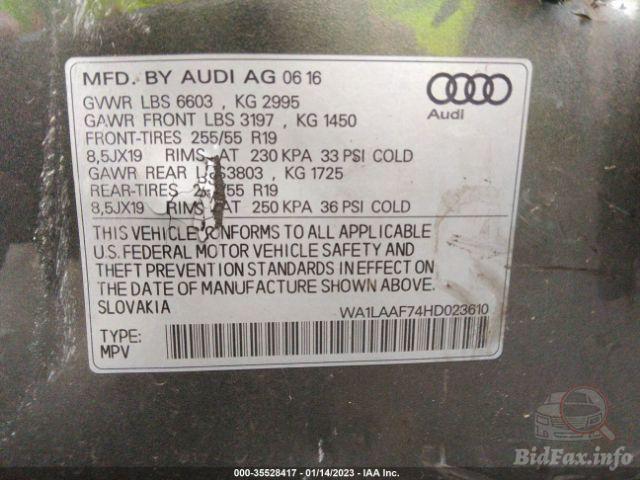 MFD. BY AUDI AG 06 16
GVWR LBS 6603 , KG 2995
GAWR FRONT LBS 3197 , KG 1450
FRONT-TIRES 255/55 R19
8,5JX19 RIMS AT 230 KPA 33 PSI COLD
GAWR REAR 3803 , KG 1725
REAR-TIRES R19
8,5JX19 RIMS AT 250 KPA 36 PSI COLD
Audi
THIS VEHICLE CONFORMS TO ALL APPLICABLE
U.S. FEDERAL MOTOR VEHICLE SAFETY AND
THEFT PREVENTION STANDARDS IN EFFECT ON
THE DATE OF MANUFACTURE SHOWN ABOVE.
SLOVAKIA
WA1LAAF74HD023610
TYPE:
MPV
BidFax.info
000-35528417 - 01/14/2023 - IAA Inc.